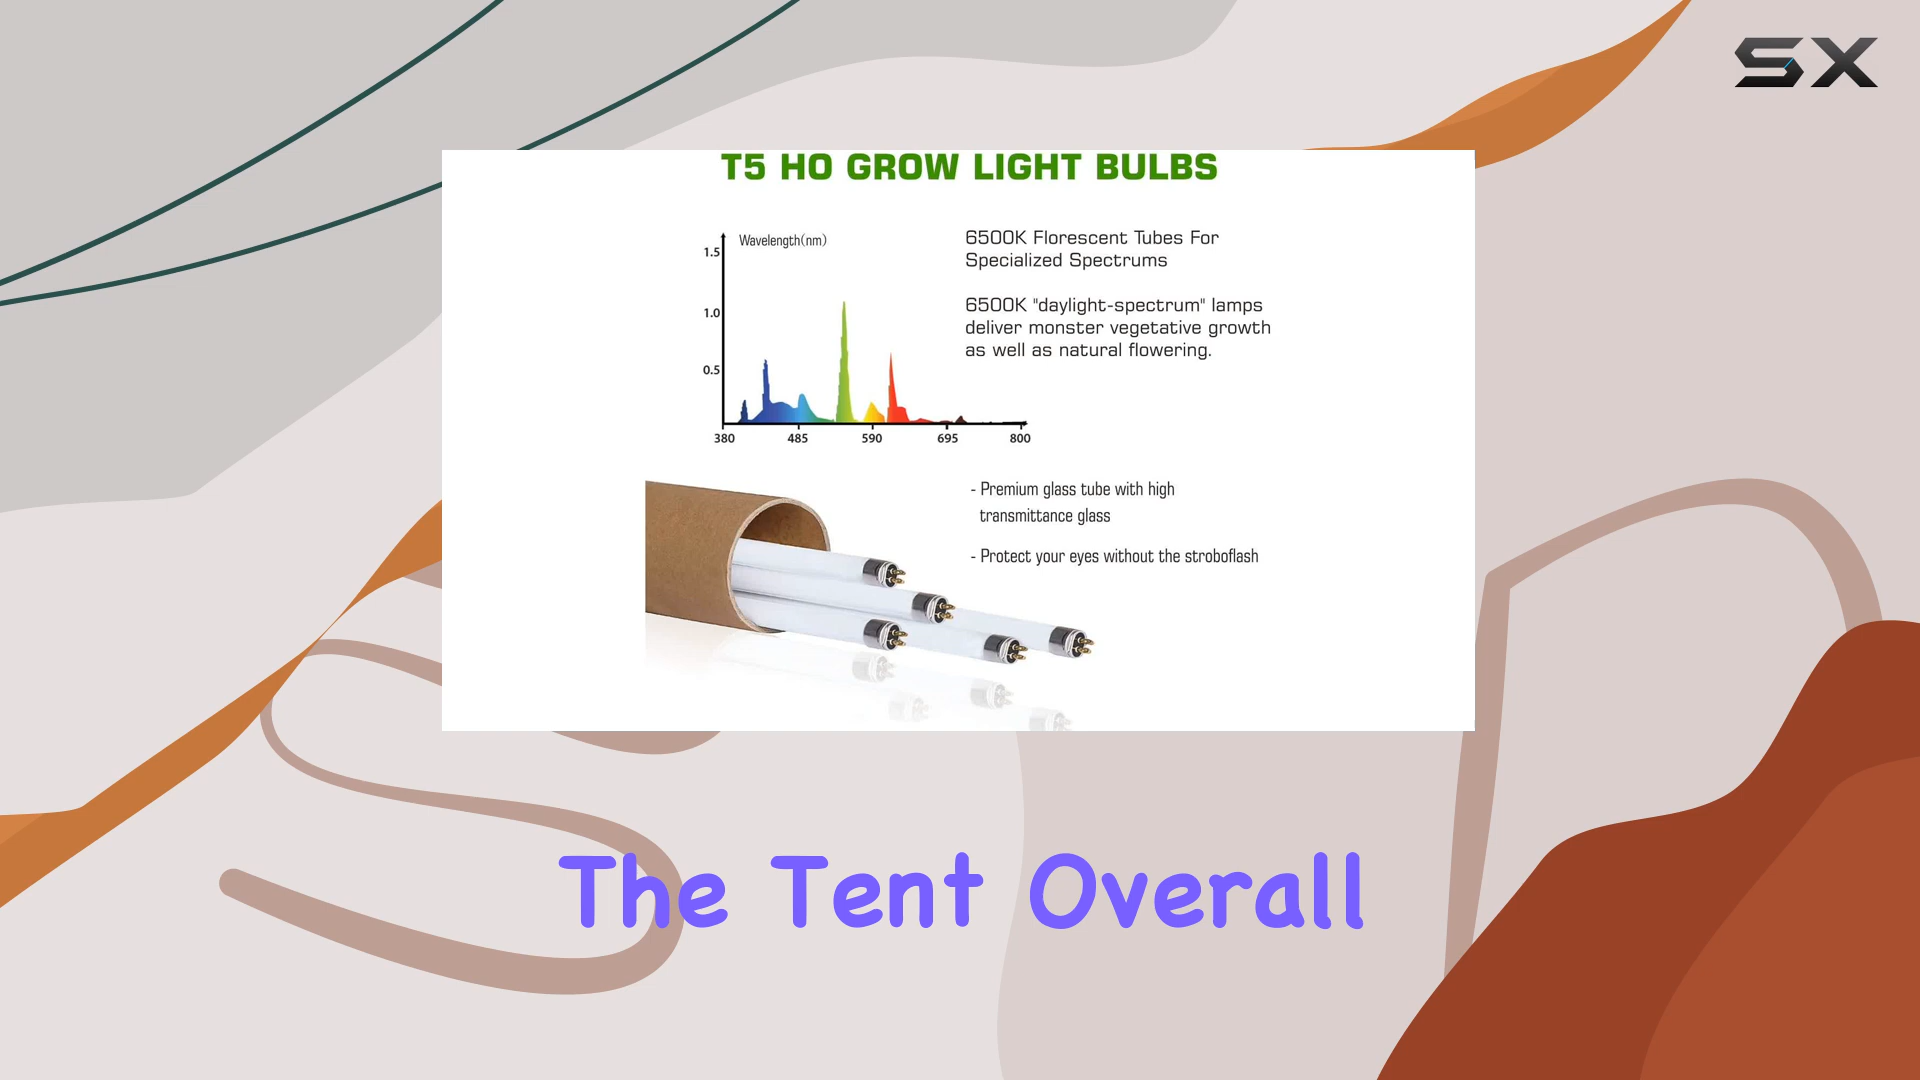 SX
T5 HO GROW LIGHT BULBS
Wavelength(nm)
1.5
1.0
0.5
380 485 590 695 800
6500K Florescent Tubes For
Specialized Spectrums
6500K "daylight-spectrum" lamps
deliver monster vegetative growth
as well as natural flowering.
- Premium glass tube with high
transmittance glass
- Protect your eyes without the stroboflash
The Tent Overall